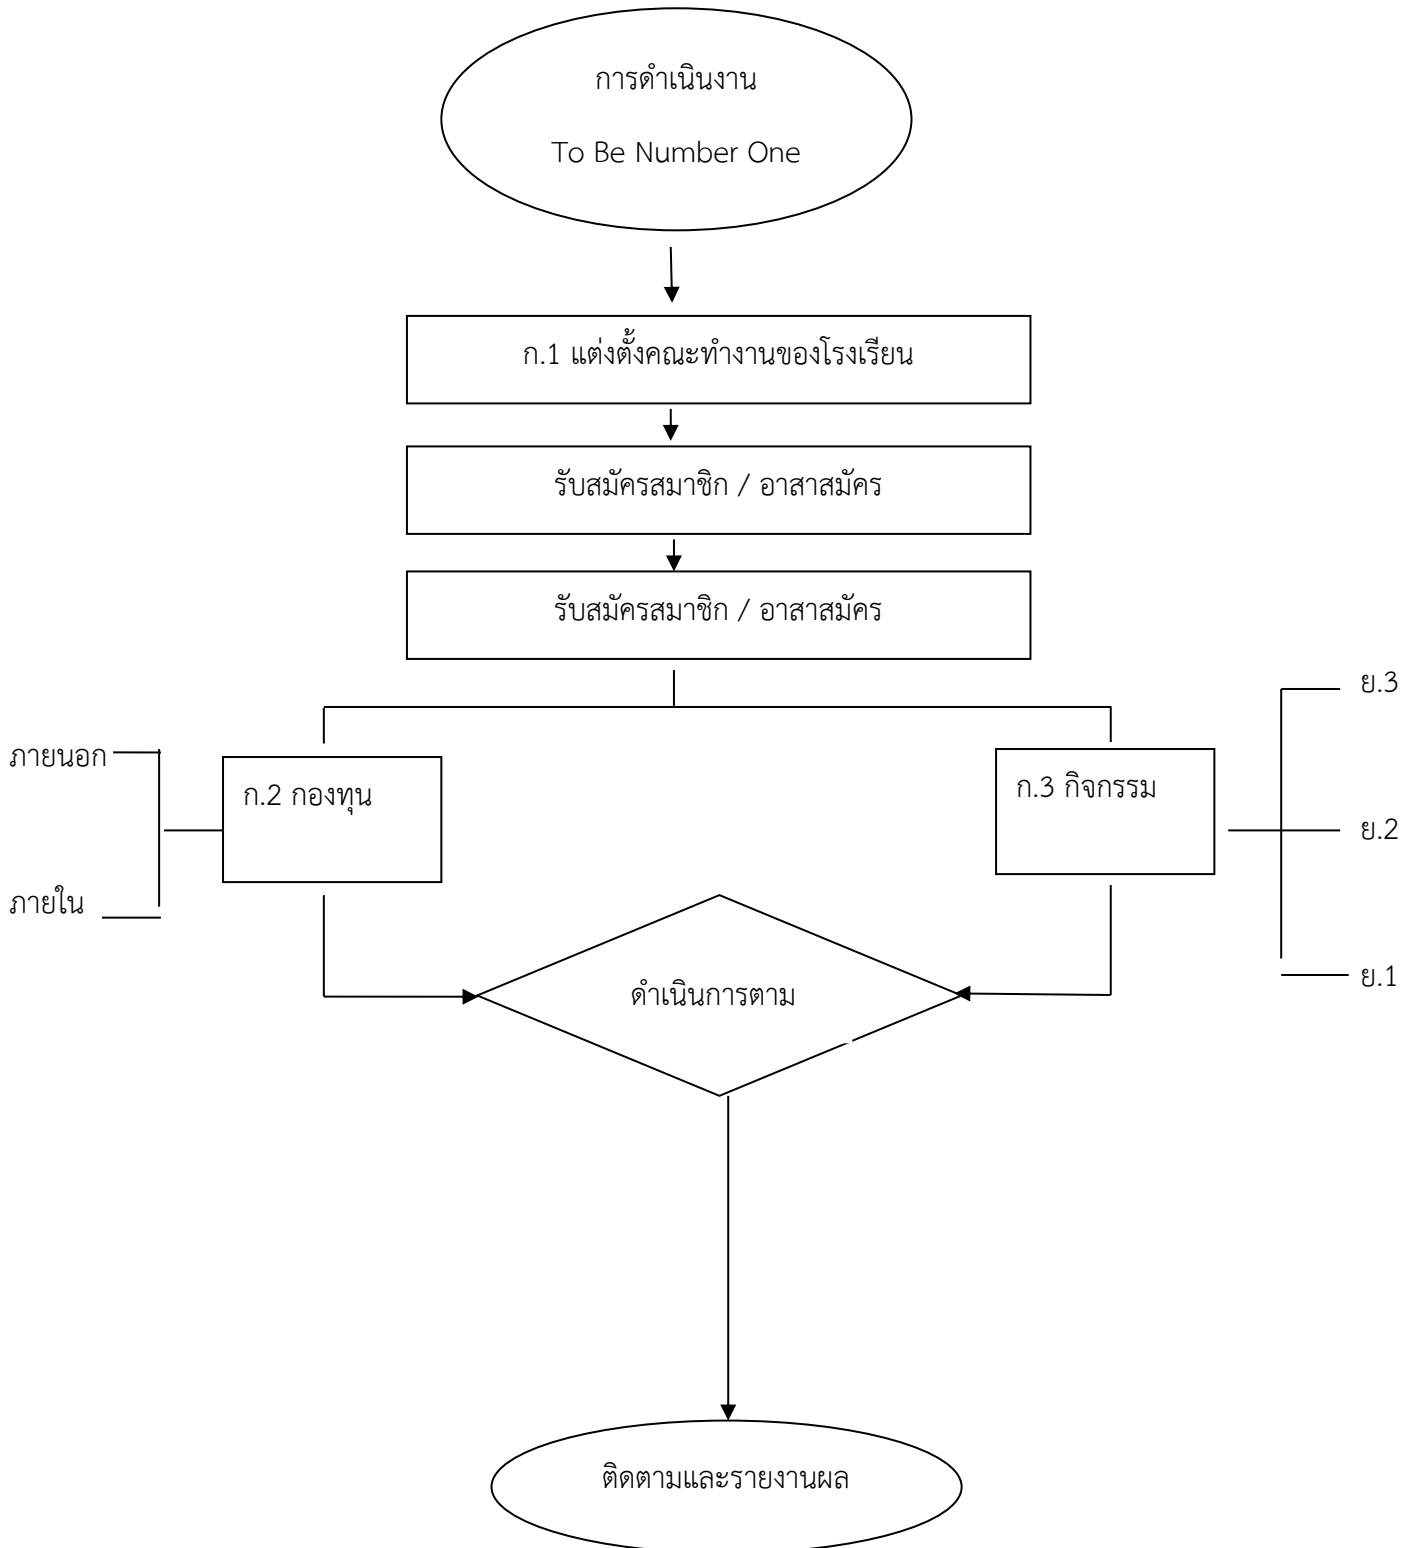 การดำเนินงาน
To Be Number One
ก.1 แต่งตั้งคณะทำงานของโรงเรียน
รับสมัครสมาชิก / อาสาสมัคร
รับสมัครสมาชิก / อาสาสมัคร
ย.3
ภายนอก
ก.2 กองทุน
ก.3 กิจกรรม
ย.2
ภายใน
ดำเนินการตาม
ย.1
ติดตามและรายงานผล